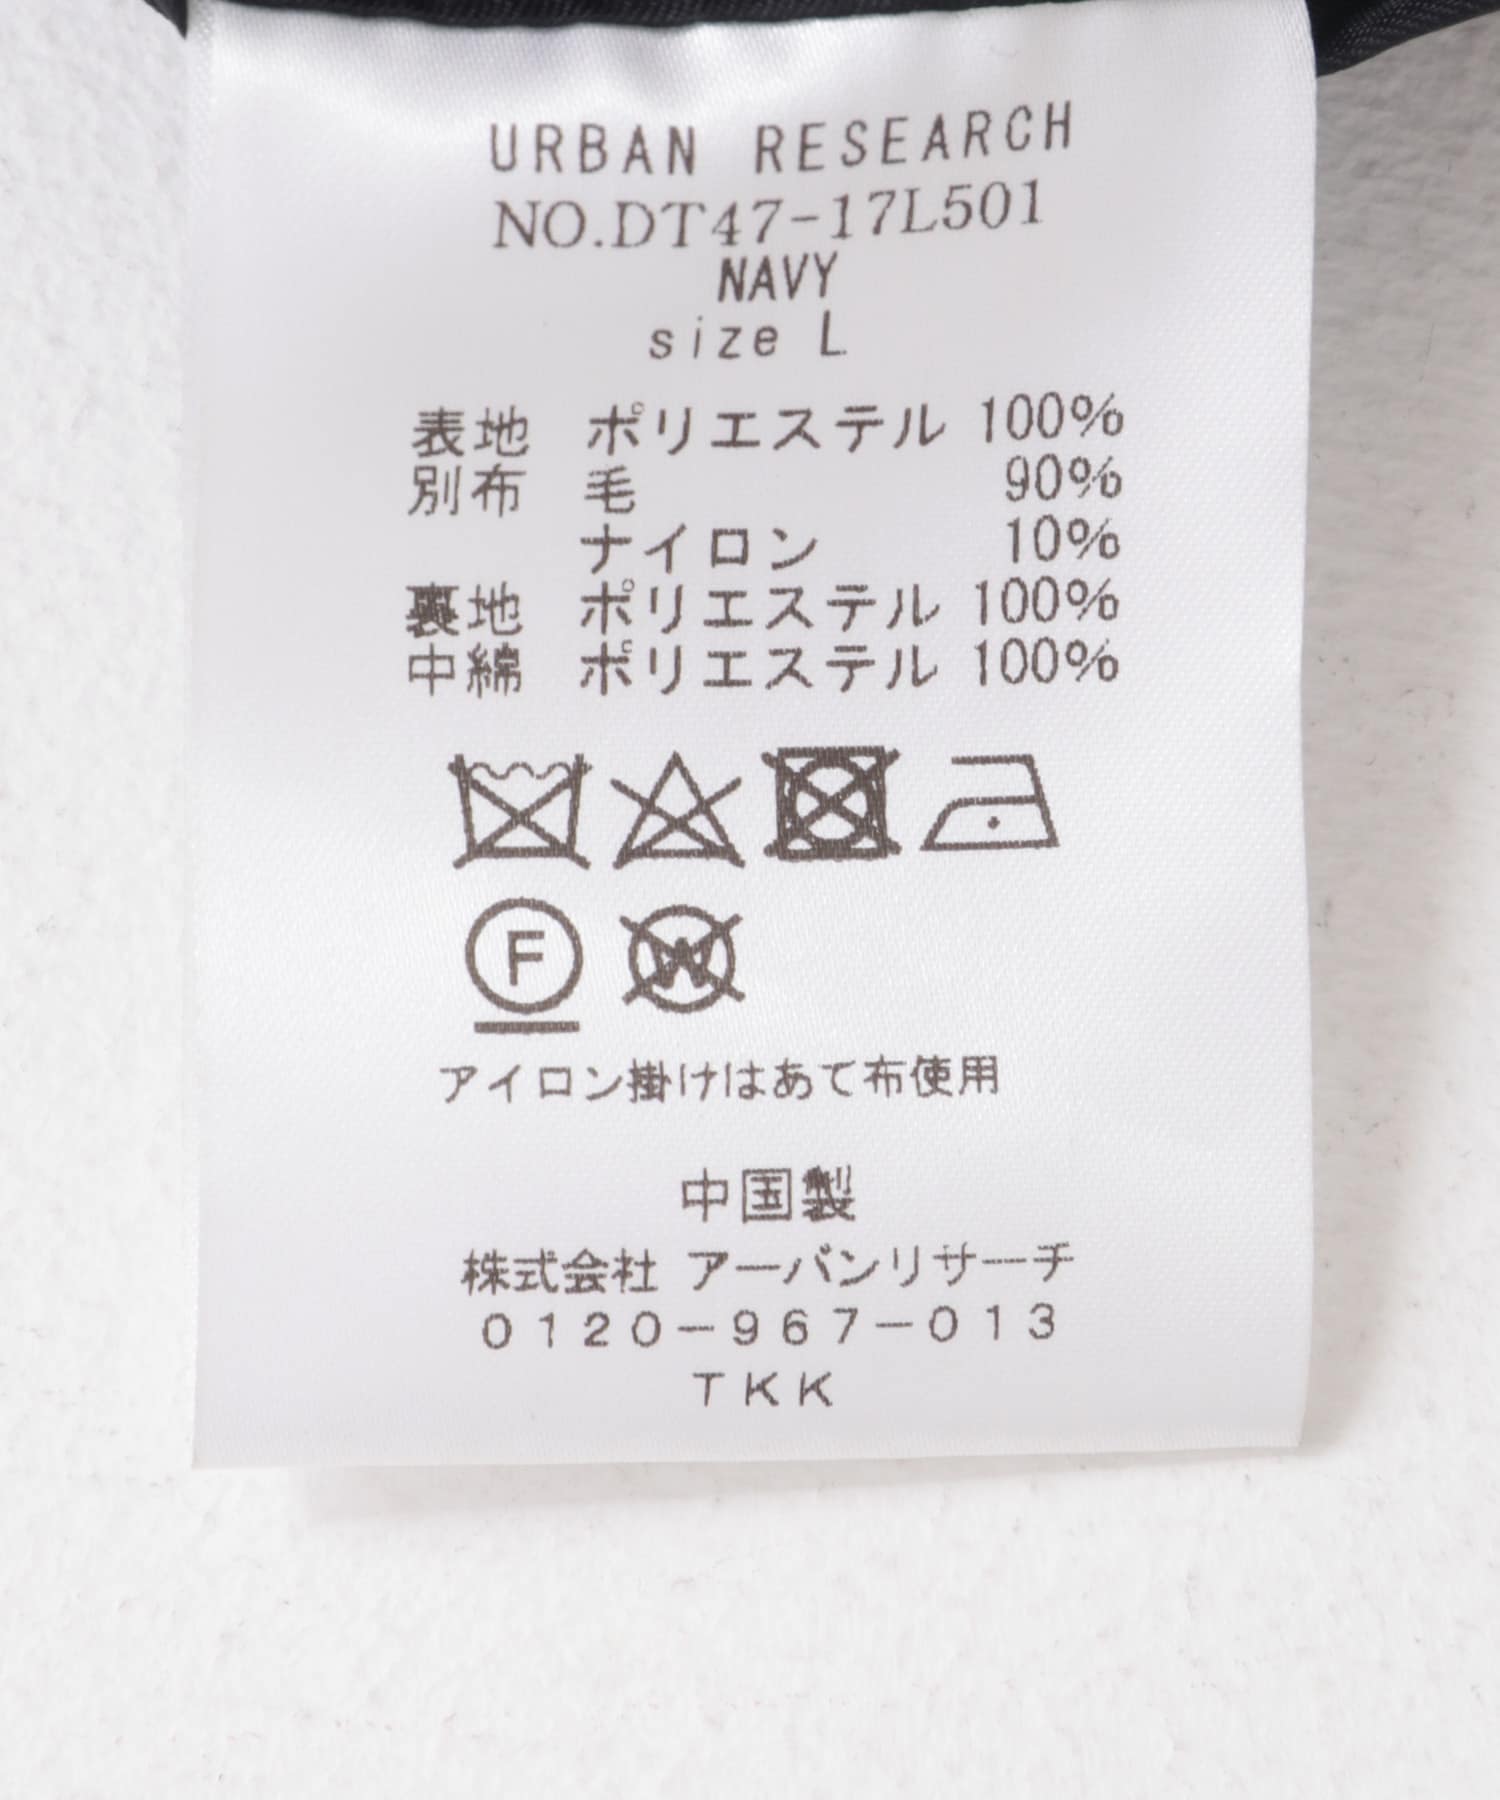 URBAN RESEARCH
NO.DT47-17L501
NAVY
size L
表地 ポリエステル 100%
別布 毛 90%
ナイロン 10%
裏地 ポリエステル 100%
中綿 ポリエステル 100%
F
W
アイロン掛けはあて布使用
中国製
株式会社 アーバンリサーチ
0120-967-013
TKK